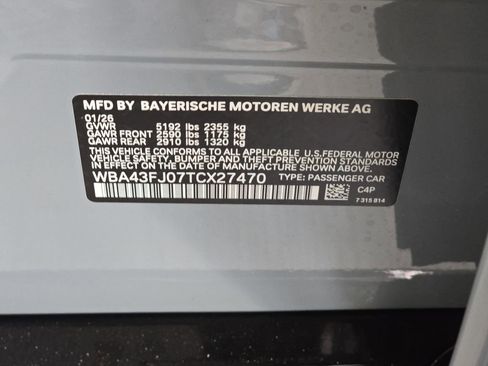 MFD BY BAYERISCHE MOTOREN WERKE AG
01/26
GVWR 5192 lbs 2355 kg
GAWR FRONT 2590 lbs 1175 kg
GAWR REAR 2910 lbs 1320 kg
THIS VEHICLE CONFORMS TO ALL APPLICABLE U.S.FEDERAL MOTOR
VEHICLE SAFETY, BUMPER, AND THEFT PREVENTION STANDARDS
IN EFFECT ON THE DATE OF MANUFACTURE SHOWN ABOVE.
WBA43FJ07TCX27470 TYPE: PASSENGER CAR
C4P
7 315 814